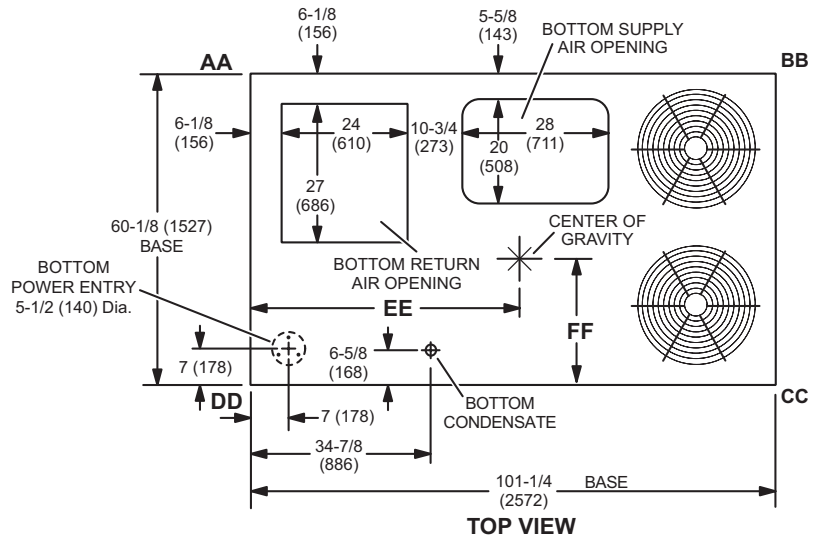 6-1/8
(156)
5-5/8
(143)
BOTTOM SUPPLY
AIR OPENING
AA
BB
6-1/8
(156)
24
(610)
10-3/4
(273)
28
(711)
20
(508)
27
(686)
60-1/8 (1527)
BASE
CENTER OF
GRAVITY
BOTTOM
POWER ENTRY
5-1/2 (140) Dia.
BOTTOM RETURN
AIR OPENING
EE
FF
7 (178)
6-5/8
(168)
DD
CC
7 (178)
BOTTOM
CONDENSATE
34-7/8
(886)
101-1/4
(2572)
BASE
TOP VIEW